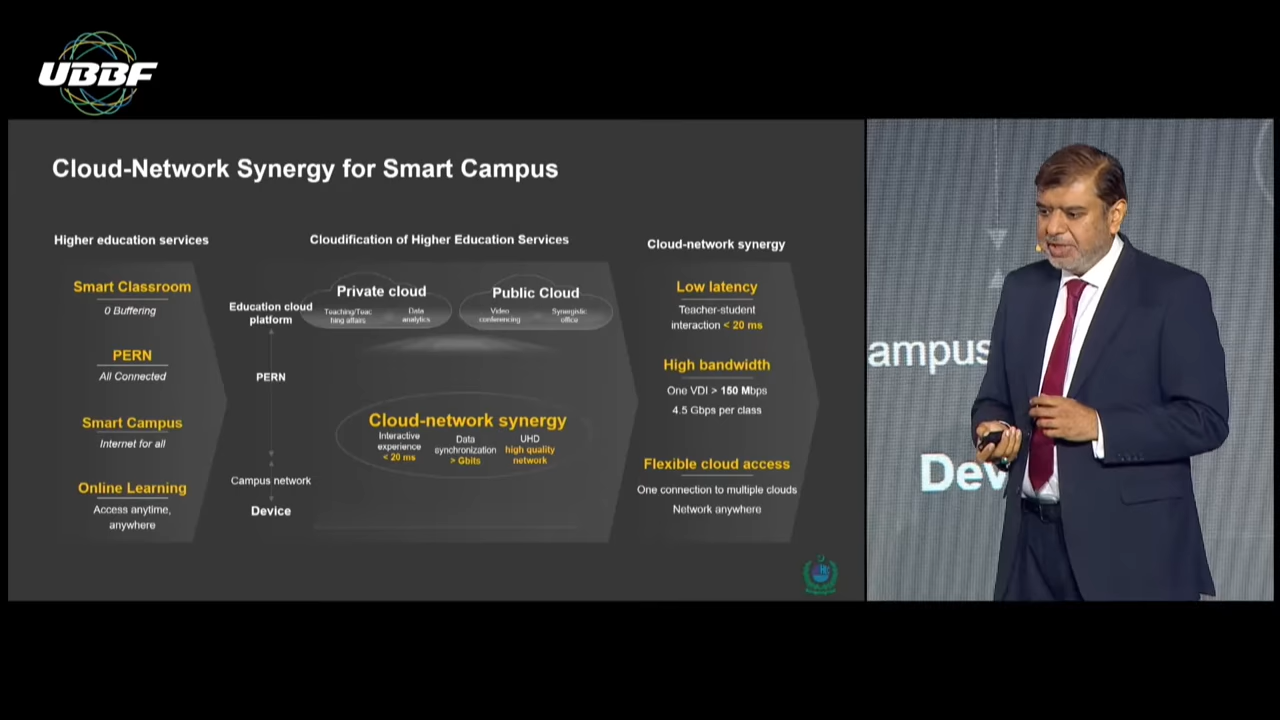 UBBF
Cloud-Network Synergy for Smart Campus
Higher education services
Smart Classroom
0 Buffering
PERN
All Connected
Smart Campus
Internet for all
Online Learning
Access anytime,
anywhere
Cloudification of Higher Education Services
Education cloud
platform
PERN
Campus network
Device
Private cloud
Teaching/Teac
hing affairs
Data
analytics
Public Cloud
Video
conferencing
Synergistic
office
Cloud-network synergy
Interactive
experience
< 20 ms
Data
synchronization
> Gbits
UHD
high quality
network
Cloud-network synergy
Low latency
Teacher-student
interaction < 20 ms
High bandwidth
One VDI > 150 Mbps
4.5 Gbps per class
Flexible cloud access
One connection to multiple clouds
Network anywhere
ampus
Dev